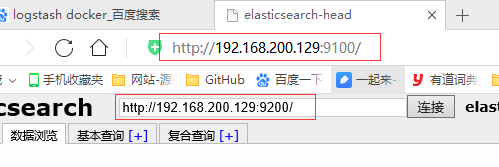 logstash docker_百度搜索
elasticsearch-head
http://192.168.200.129:9100/
手机收藏夹 网站-源 GitHub 百度一下 一起来- 有道词典
csearch http://192.168.200.129:9200/ 连接
数据浏览 基本查询 [+] 复合查询 [+]